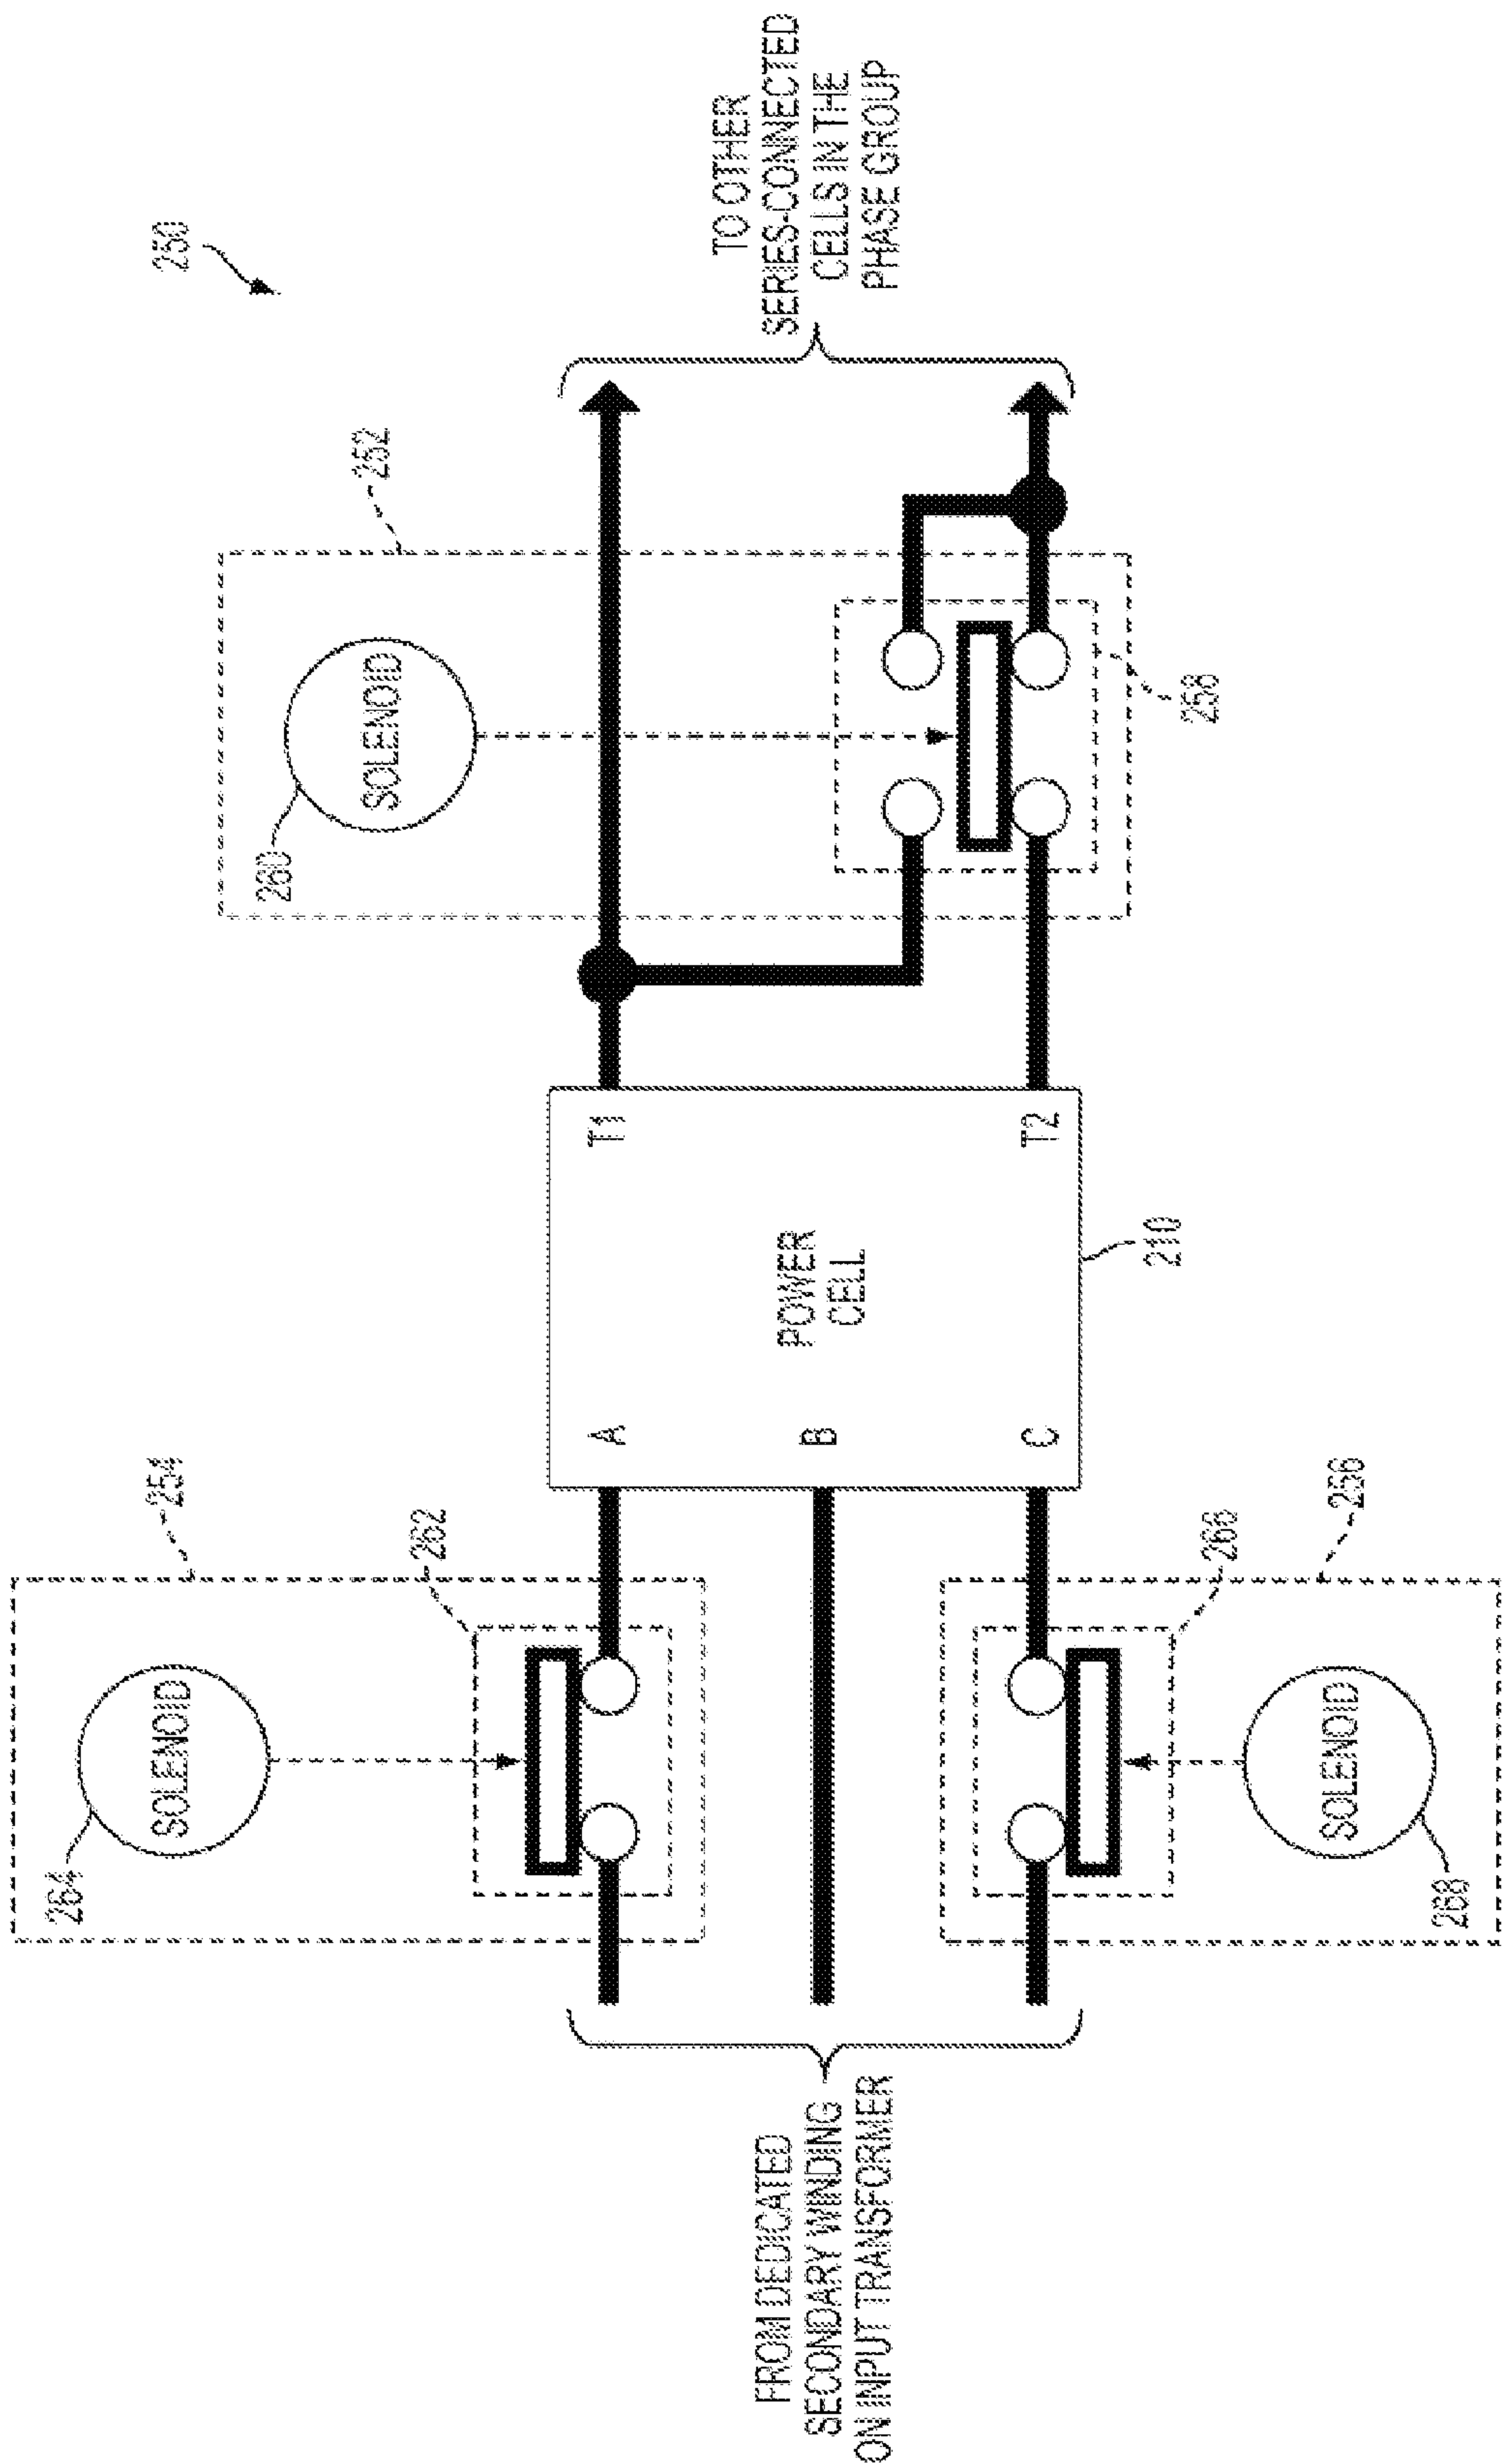 250
TO OTHER
SERIES-CONNECTED
CELLS IN THE
PHASE GROUP
252
SOLENOID
260
258
T1
T2
POWER
CELL
210
A
B
C
254
SOLENOID
264
262
256
266
SOLENOID
268
FROM DEDICATED
SECONDARY WINDING
ON INPUT TRANSFORMER